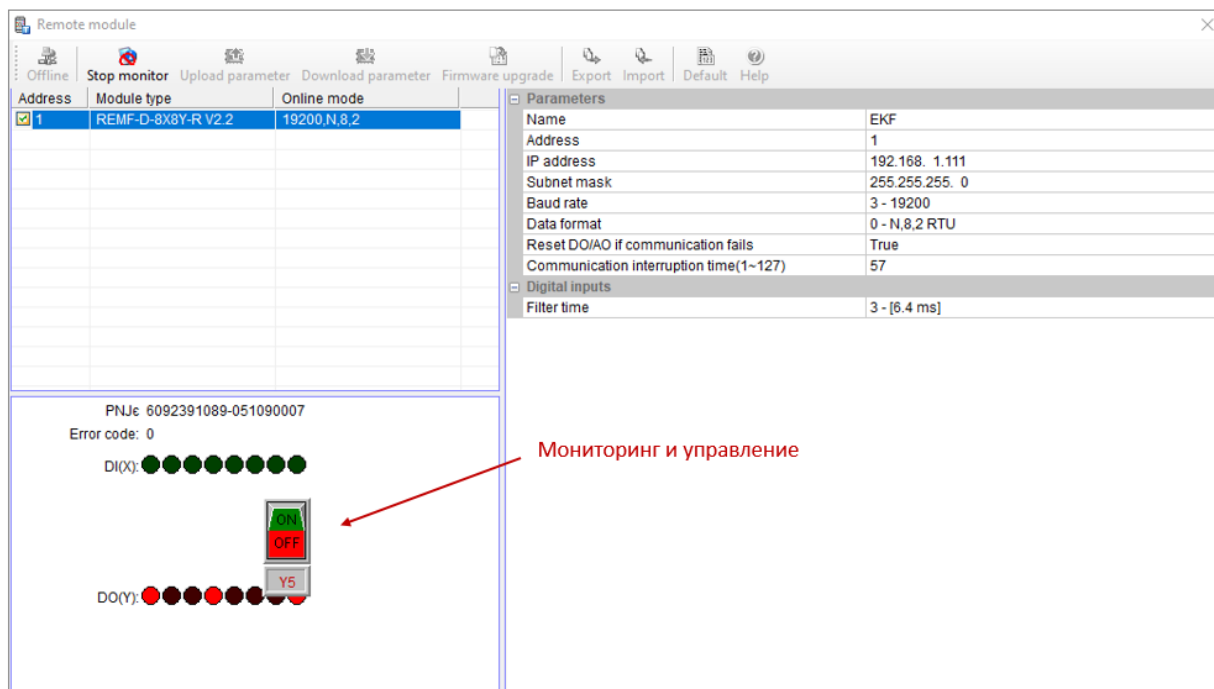 Remote module
Offline Stop monitor Upload parameter Download parameter Firmware upgrade Export Import Default Help
Address Module type Online mode
1 REMF-D-8X8Y-R V2.2 19200,N,8,2
Parameters
Name EKF
Address 1
IP address 192.168. 1.111
Subnet mask 255.255.255. 0
Baud rate 3 - 19200
Data format 0 - N,8,2 RTU
Reset DO/AO if communication fails True
Communication interruption time(1~127) 57
Digital inputs
Filter time 3 - [6.4 ms]
PNJє 6092391089-051090007
Error code: 0
DI(X):
Мониторинг и управление
ON
OFF
Y5
DO(Y):